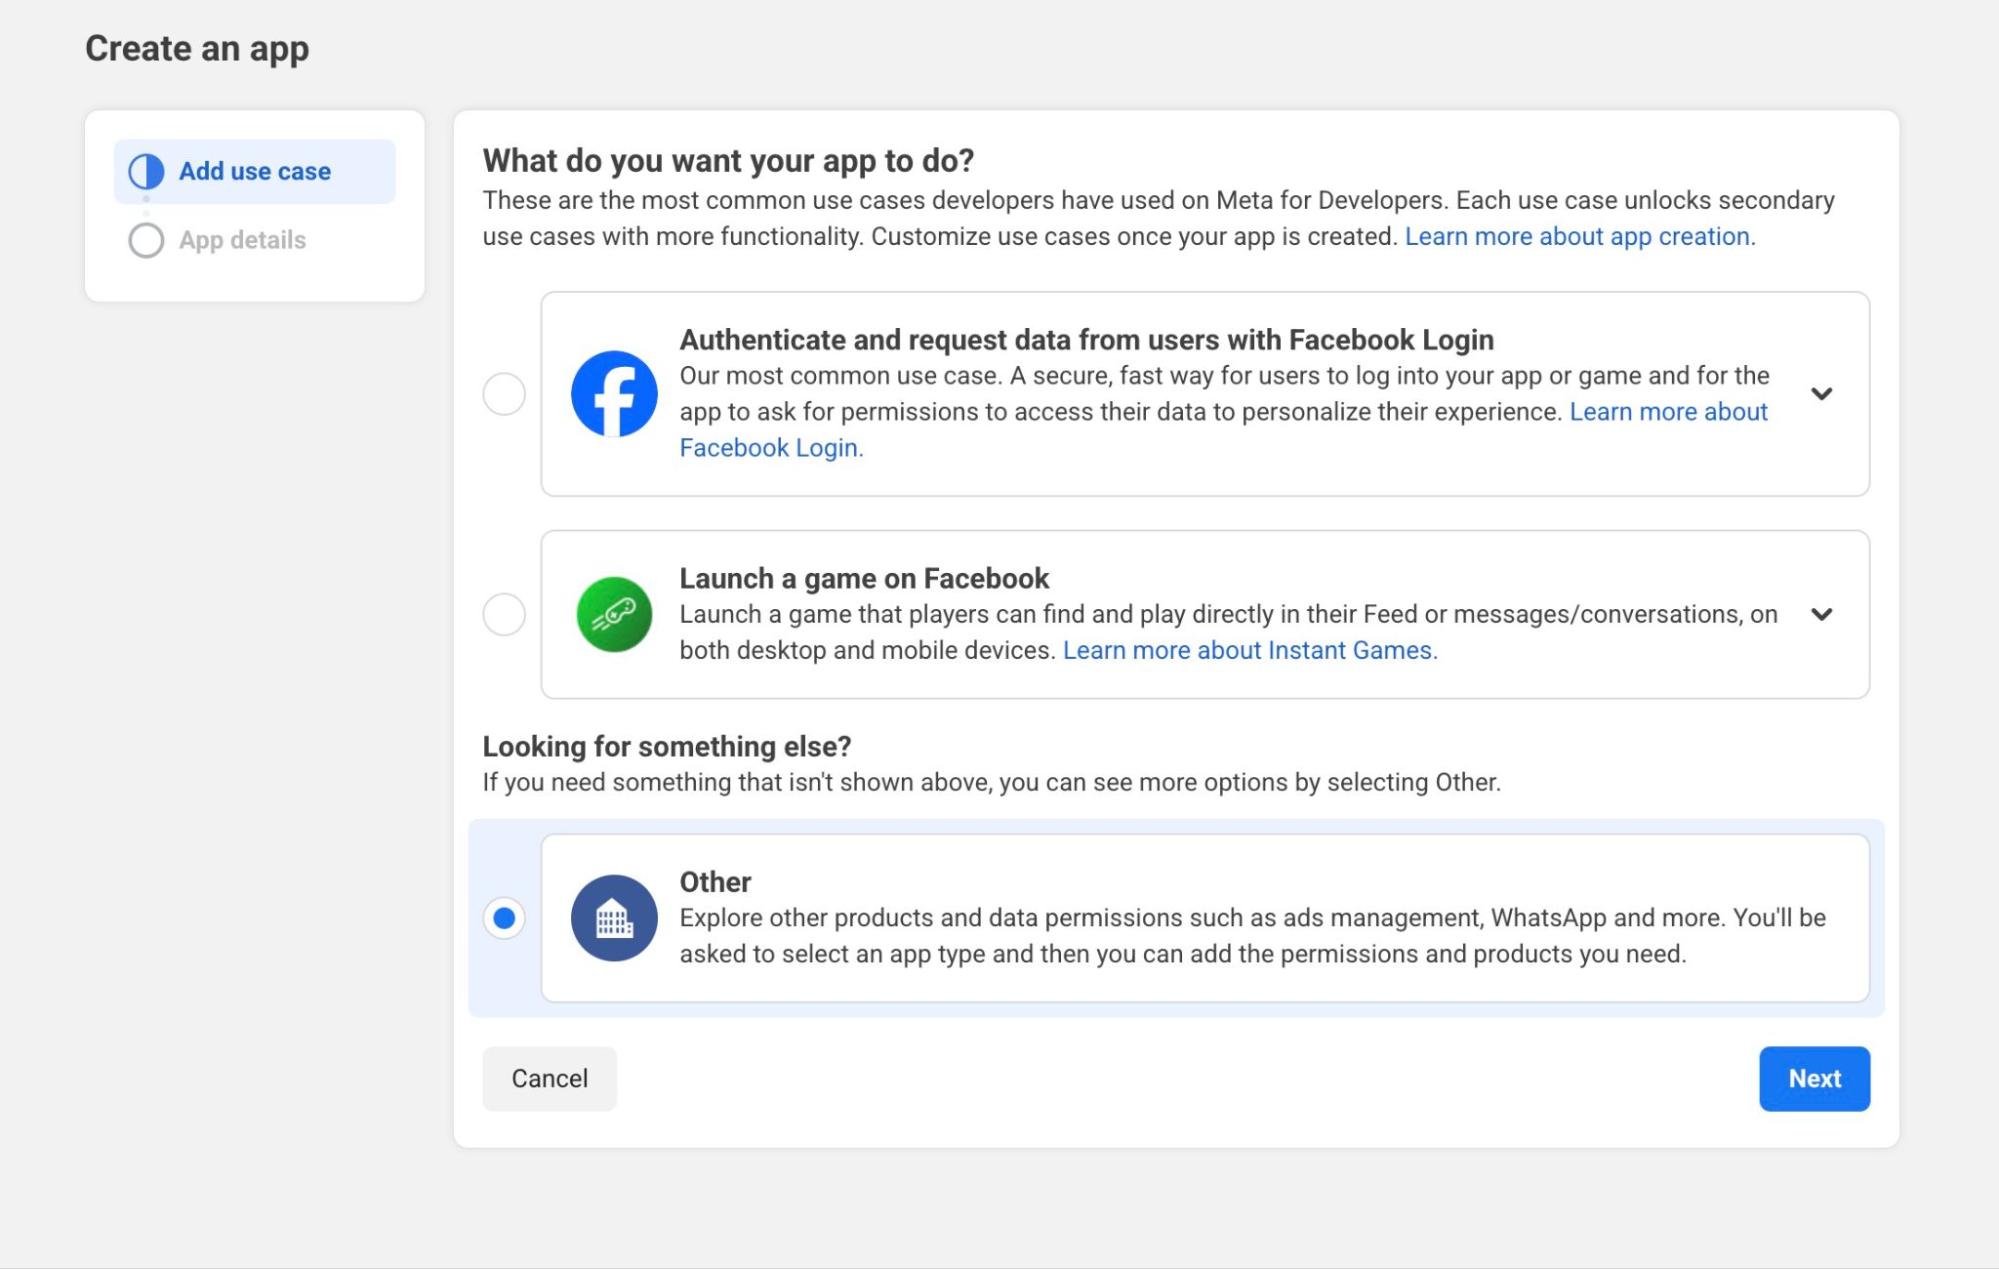 Create an app
Add use case
App details
What do you want your app to do?
These are the most common use cases developers have used on Meta for Developers. Each use case unlocks secondary
use cases with more functionality. Customize use cases once your app is created. Learn more about app creation.
Authenticate and request data from users with Facebook Login
Our most common use case. A secure, fast way for users to log into your app or game and for the
app to ask for permissions to access their data to personalize their experience. Learn more about
Facebook Login.
Launch a game on Facebook
Launch a game that players can find and play directly in their Feed or messages/conversations, on
both desktop and mobile devices. Learn more about Instant Games.
Looking for something else?
If you need something that isn't shown above, you can see more options by selecting Other.
Other
Explore other products and data permissions such as ads management, WhatsApp and more. You'll be
asked to select an app type and then you can add the permissions and products you need.
Cancel
Next